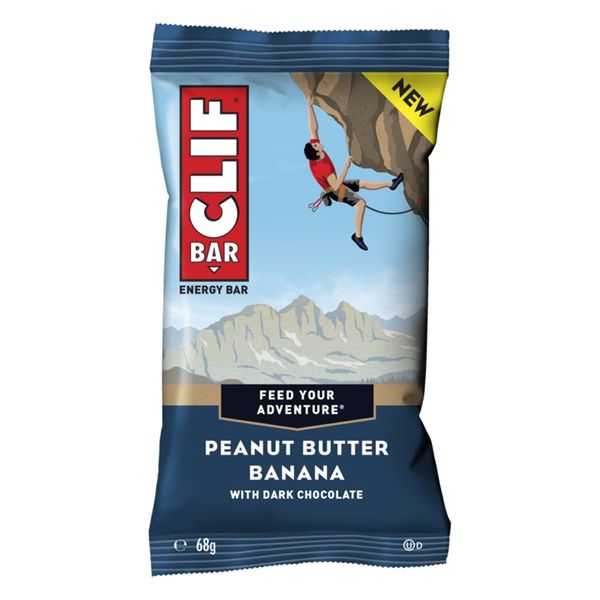 NEW
CLIF®
BAR
ENERGY BAR
FEED YOUR
ADVENTURE®
PEANUT BUTTER
BANANA
WITH DARK CHOCOLATE
℮ 68g
Ⓤ D